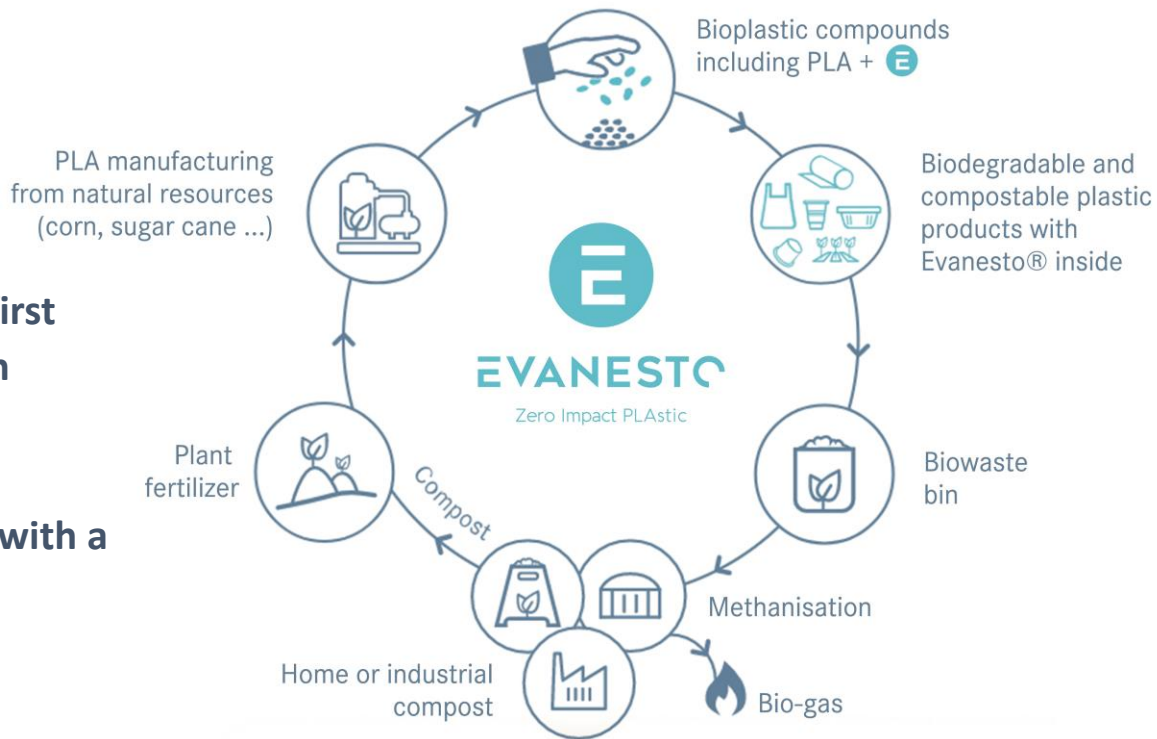 Bioplastic compounds
including PLA + E
PLA manufacturing
from natural resources
(corn, sugar cane ...)
Biodegradable and
compostable plastic
products with
Evanesto® inside
E
EVANESTO
Zero Impact PLAstic
irst
with a
Plant
fertilizer
Compost
Biowaste
bin
Methanisation
Home or industrial
compost
Bio-gas